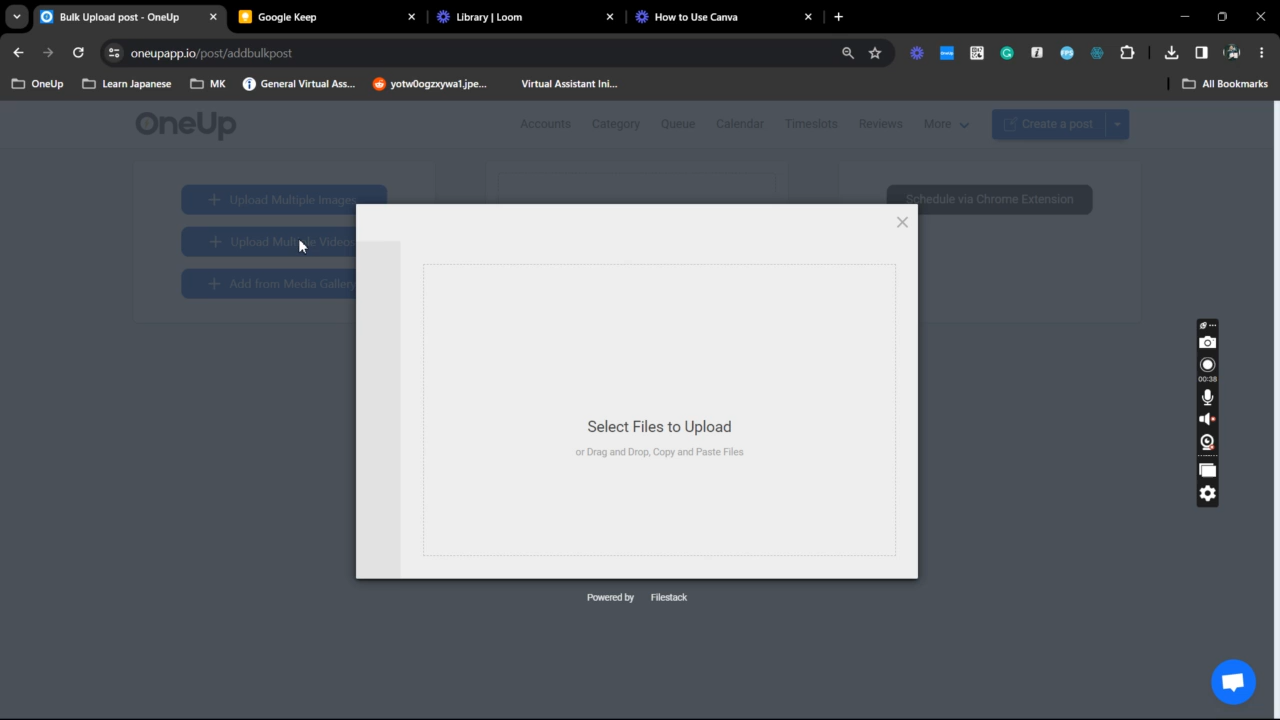 Bulk Upload post - OneUp
Google Keep
Library | Loom
How to Use Canva
oneupapp.io/post/addbulkpost
OneUp
Learn Japanese
MK
General Virtual Ass...
yotw0ogzxywa1.jpe...
Virtual Assistant Ini...
All Bookmarks
OneUp
Accounts
Category
Queue
Calendar
Timeslots
Reviews
More
Create a post
Upload Multiple Images
Schedule via Chrome Extension
Upload Multiple Videos
Add from Media Gallery
00:38
Select Files to Upload
or Drag and Drop, Copy and Paste Files
Powered by Filestack